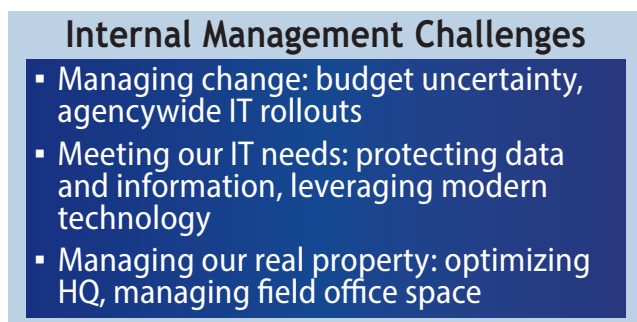 Internal Management Challenges
▪ Managing change: budget uncertainty,
agencywide IT rollouts
▪ Meeting our IT needs: protecting data
and information, leveraging modern
technology
▪ Managing our real property: optimizing
HQ, managing field office space